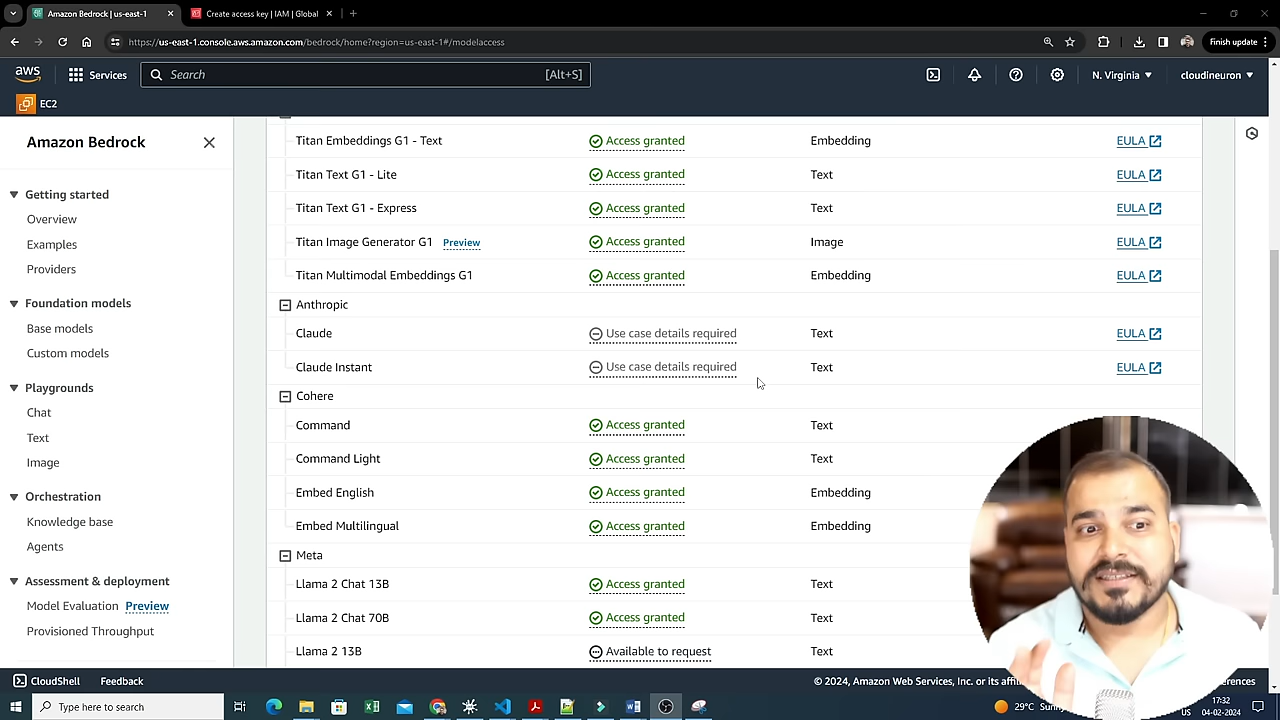 Amazon Bedrock | us-east-1
Create access key | IAM | Global
Finish update
https://us-east-1.console.aws.amazon.com/bedrock/home?region=us-east-1#/modelaccess
aws
Services
Search
[Alt+S]
N. Virginia
cloudineuron
EC2
Amazon Bedrock
Getting started
Overview
Examples
Providers
Foundation models
Base models
Custom models
Playgrounds
Chat
Text
Image
Orchestration
Knowledge base
Agents
Assessment & deployment
Model Evaluation Preview
Provisioned Throughput
Titan Embeddings G1 - Text Access granted Embedding EULA
Titan Text G1 - Lite Access granted Text EULA
Titan Text G1 - Express Access granted Text EULA
Titan Image Generator G1 Preview Access granted Image EULA
Titan Multimodal Embeddings G1 Access granted Embedding EULA
Anthropic
Claude Use case details required Text EULA
Claude Instant Use case details required Text EULA
Cohere
Command Access granted Text
Command Light Access granted Text
Embed English Access granted Embedding
Embed Multilingual Access granted Embedding
Meta
Llama 2 Chat 13B Access granted Text
Llama 2 Chat 70B Access granted Text
Llama 2 13B Available to request Text
CloudShell
Feedback
© 2024, Amazon Web Services, Inc. or its
Type here to search
29°C
17:32
US
04-02-2024